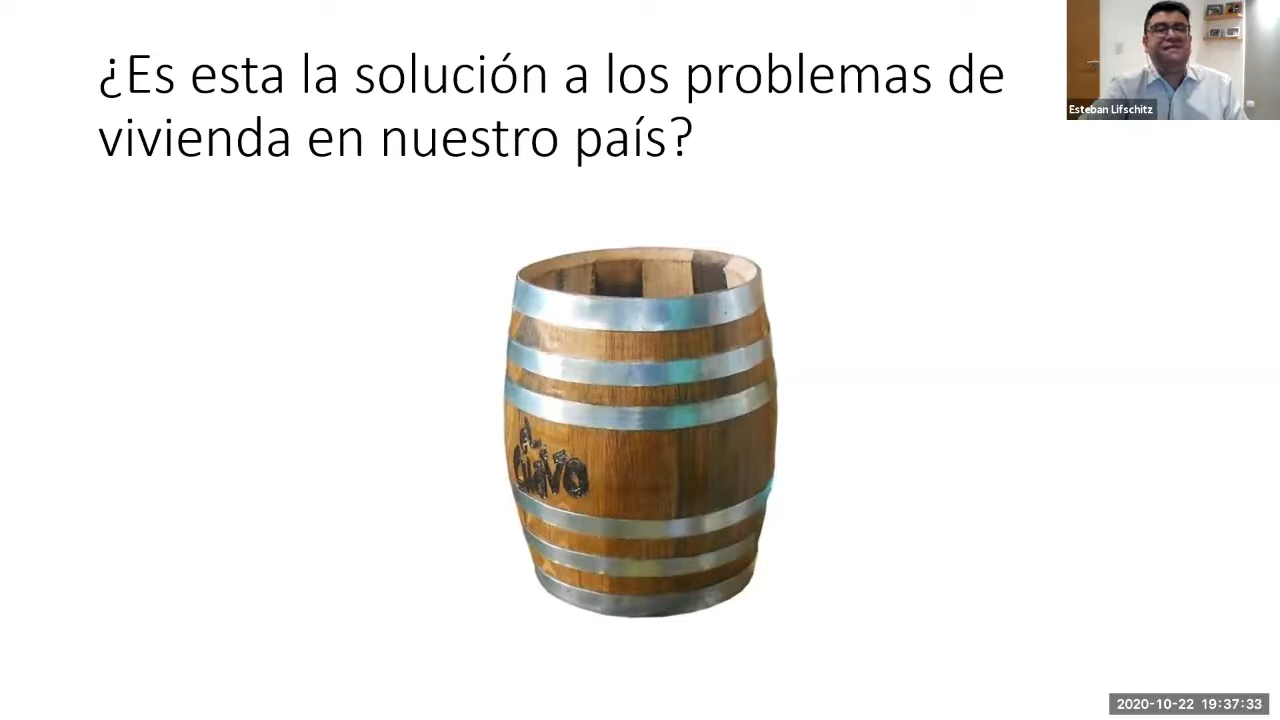 ¿Es esta la solución a los problemas de
vivienda en nuestro país?
Esteban Lifschitz
2020-10-22 19:37:33